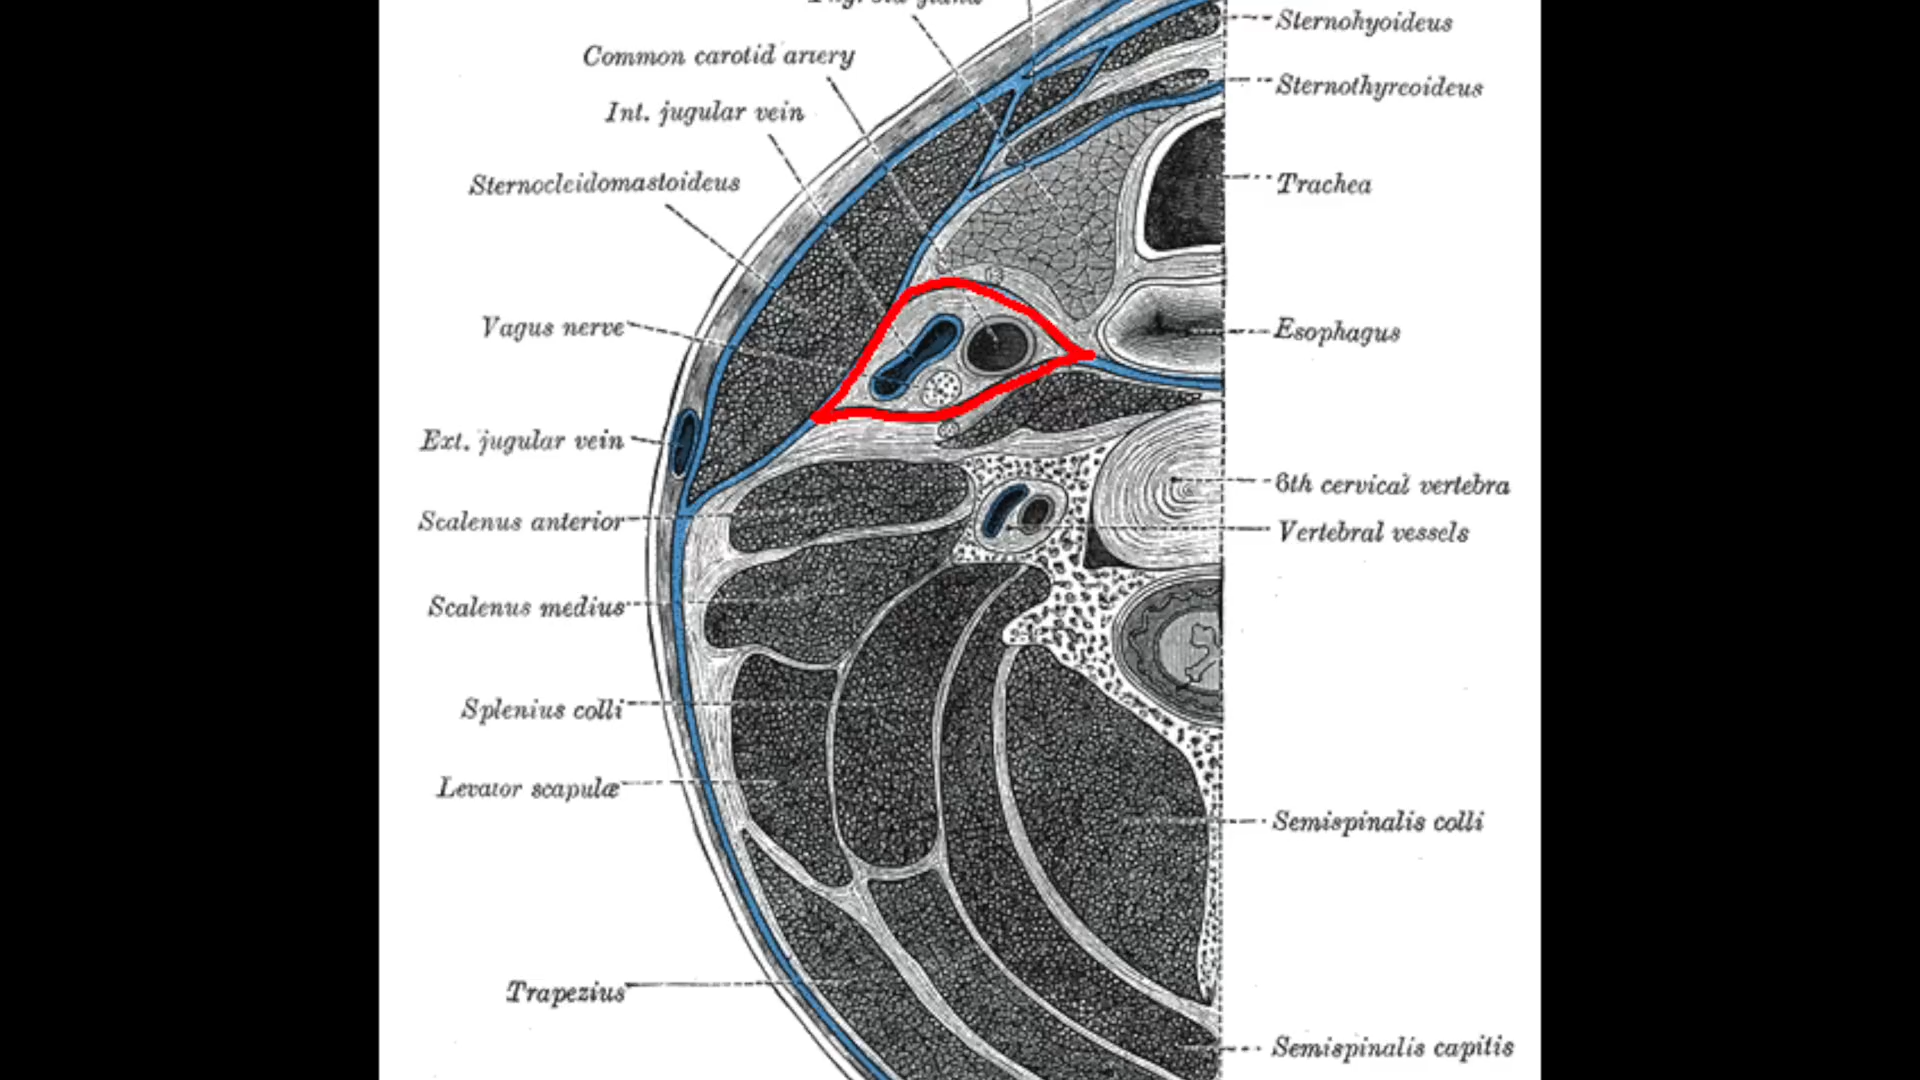 Common carotid artery
Int. jugular vein
Sternocleidomastoideus
Vagus nerve
Ext. jugular vein
Scalenus anterior
Scalenus medius
Splenius colli
Levator scapulæ
Trapezius
Sternohyoideus
Sternothyreoideus
Trachea
Esophagus
6th cervical vertebra
Vertebral vessels
Semispinalis colli
Semispinalis capitis